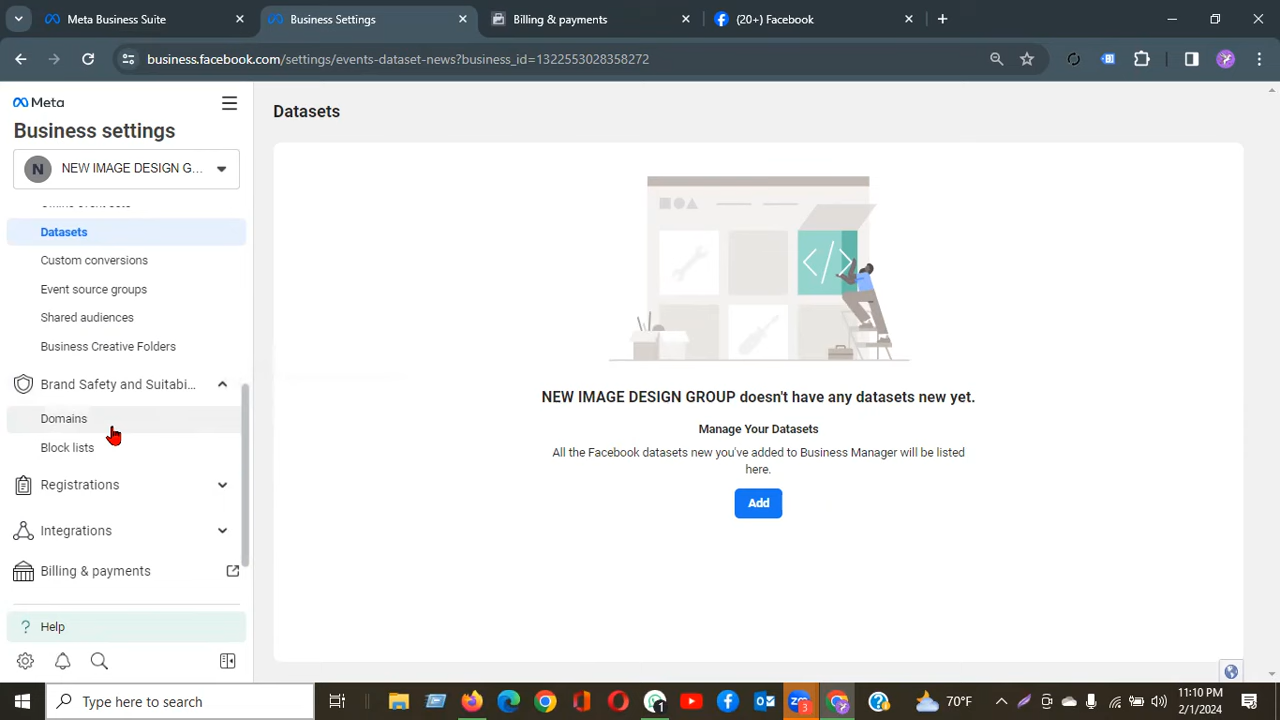 Meta Business Suite
Business Settings
Billing & payments
(20+) Facebook
business.facebook.com/settings/events-dataset-news?business_id=1322553028358272
Meta
Business settings
N NEW IMAGE DESIGN G...
Offline event sets
Datasets
Custom conversions
Event source groups
Shared audiences
Business Creative Folders
Brand Safety and Suitabi...
Domains
Block lists
Registrations
Integrations
Billing & payments
? Help
Datasets
NEW IMAGE DESIGN GROUP doesn't have any datasets new yet.
Manage Your Datasets
All the Facebook datasets new you've added to Business Manager will be listed
here.
Add
Type here to search
70°F
11:10 PM
2/1/2024